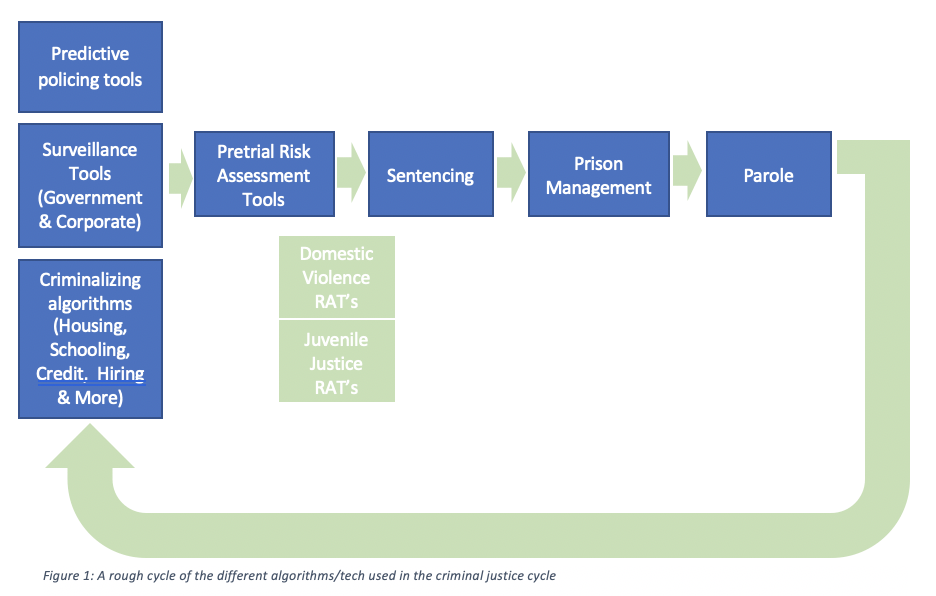 Predictive
policing tools
Surveillance
Tools
(Government
& Corporate)
Criminalizing
algorithms
(Housing,
Schooling,
Credit,  Hiring
& More)
Pretrial Risk
Assessment
Tools
Sentencing
Prison
Management
Parole
Domestic
Violence
RAT's
Juvenile
Justice
RAT's
Figure 1: A rough cycle of the different algorithms/tech used in the criminal justice cycle